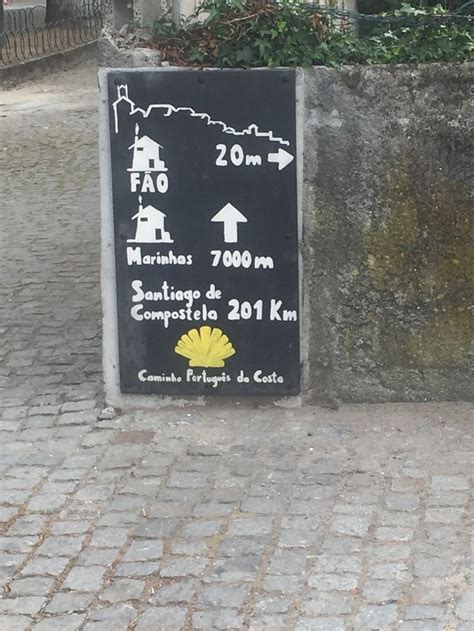 20m
FÃO
Marinhas 7000m
Santiago de
Compostela 201 Km
Caminho Português da Costa